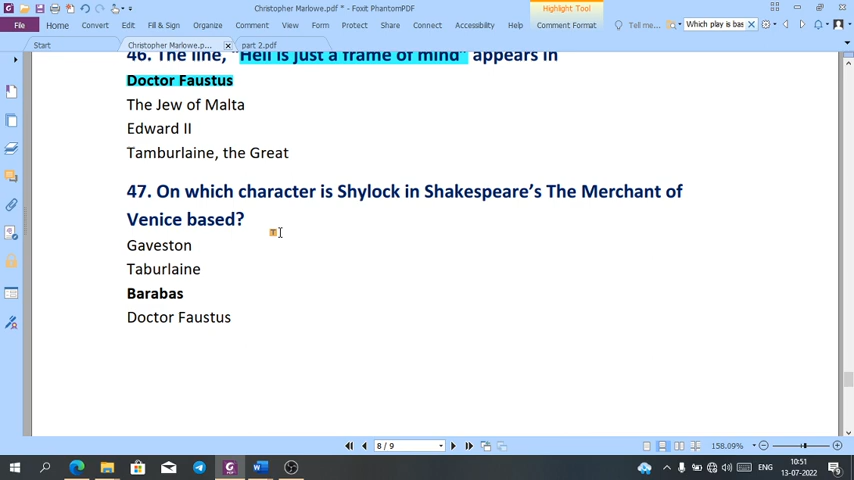 Christopher Marlowe.pdf * - Foxit PhantomPDF
Highlight Tool
File Home Convert Edit Fill & Sign Organize Comment View Form Protect Share Connect Accessibility Help Comment Format Tell me... Which play is bas
Start Christopher Marlowe.p... part 2.pdf
46. The line, "Hell is just a frame of mind" appears in
Doctor Faustus
The Jew of Malta
Edward II
Tamburlaine, the Great
47. On which character is Shylock in Shakespeare's The Merchant of
Venice based?
Gaveston
Taburlaine
Barabas
Doctor Faustus
8 / 9
158.09%
ENG
10:51
13-07-2022